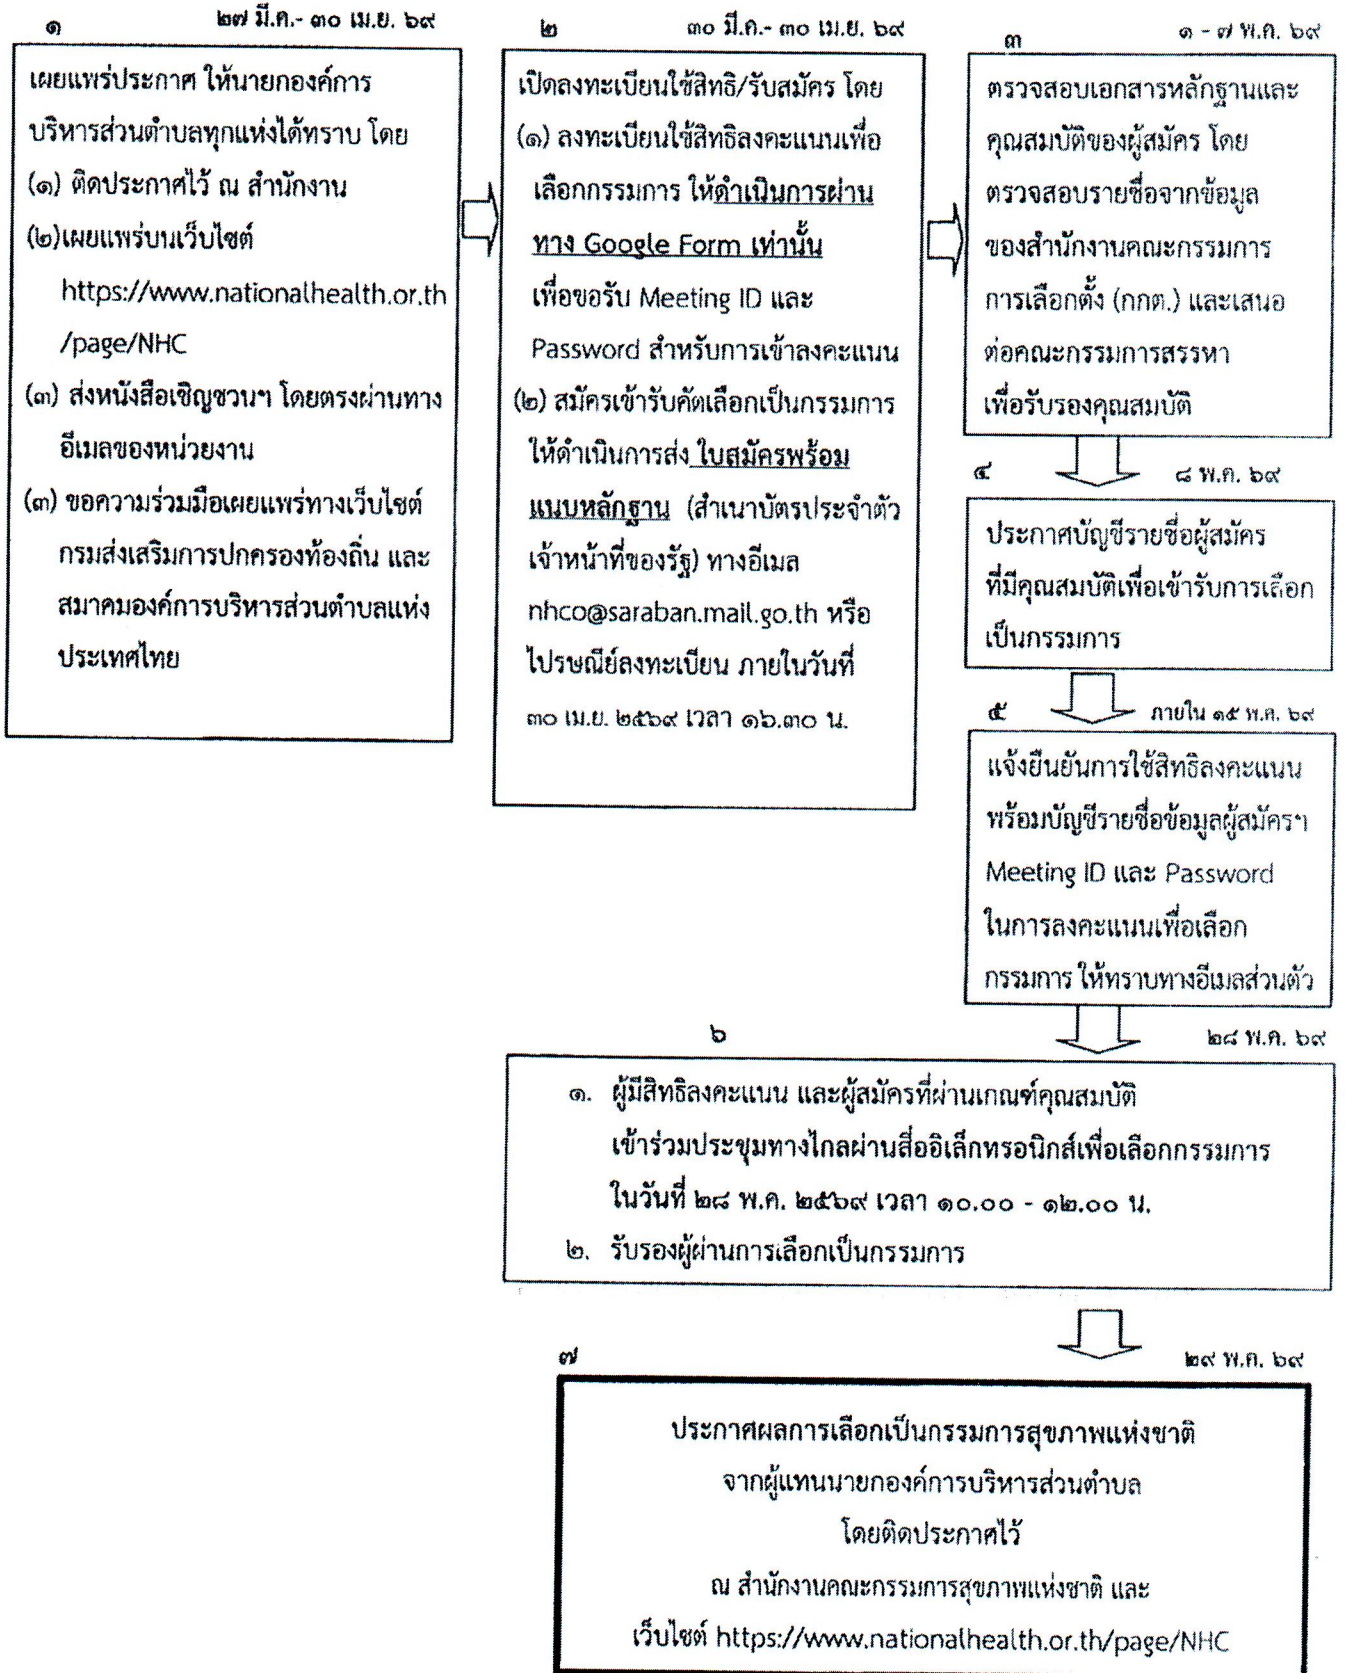 ๑
๒๗ มี.ค.- ๓๐ เม.ย. ๖๙
เผยแพร่ประกาศ ให้นายกองค์การ
บริหารส่วนตำบลทุกแห่งได้ทราบ โดย
(๑) ติดประกาศไว้ ณ สำนักงาน
(๒)เผยแพร่บนเว็บไซต์
https://www.nationalhealth.or.th
/page/NHC
(๓) ส่งหนังสือเชิญชวนฯ โดยตรงผ่านทาง
อีเมลของหน่วยงาน
(๓) ขอความร่วมมือเผยแพร่ทางเว็บไซต์
กรมส่งเสริมการปกครองท้องถิ่น และ
สมาคมองค์การบริหารส่วนตำบลแห่ง
ประเทศไทย
๒
๓๐ มี.ค.- ๓๐ เม.ย. ๖๙
เปิดลงทะเบียนใช้สิทธิ/รับสมัคร โดย
(๑) ลงทะเบียนใช้สิทธิลงคะแนนเพื่อ
เลือกกรรมการ ให้ดำเนินการผ่าน
ทาง Google Form เท่านั้น
เพื่อขอรับ Meeting ID และ
Password สำหรับการเข้าลงคะแนน
(๒) สมัครเข้ารับคัดเลือกเป็นกรรมการ
ให้ดำเนินการส่ง ใบสมัครพร้อม
แนบหลักฐาน (สำเนาบัตรประจำตัว
เจ้าหน้าที่ของรัฐ) ทางอีเมล
nhco@saraban.mail.go.th หรือ
ไปรษณีย์ลงทะเบียน ภายในวันที่
๓๐ เม.ย. ๒๕๖๙ เวลา ๑๖.๓๐ น.
๓
๑ - ๗ พ.ค. ๖๙
ตรวจสอบเอกสารหลักฐานและ
คุณสมบัติของผู้สมัคร โดย
ตรวจสอบรายชื่อจากข้อมูล
ของสำนักงานคณะกรรมการ
การเลือกตั้ง (กกต.) และเสนอ
ต่อคณะกรรมการสรรหา
เพื่อรับรองคุณสมบัติ
๔
๘ พ.ค. ๖๙
ประกาศบัญชีรายชื่อผู้สมัคร
ที่มีคุณสมบัติเพื่อเข้ารับการเลือก
เป็นกรรมการ
๕
ภายใน ๑๕ พ.ค. ๖๙
แจ้งยืนยันการใช้สิทธิลงคะแนน
พร้อมบัญชีรายชื่อข้อมูลผู้สมัครฯ
Meeting ID และ Password
ในการลงคะแนนเพื่อเลือก
กรรมการ ให้ทราบทางอีเมลส่วนตัว
๖
๒๘ พ.ค. ๖๙
๑. ผู้มีสิทธิลงคะแนน และผู้สมัครที่ผ่านเกณฑ์คุณสมบัติ
เข้าร่วมประชุมทางไกลผ่านสื่ออิเล็กทรอนิกส์เพื่อเลือกกรรมการ
ในวันที่ ๒๘ พ.ค. ๒๕๖๙ เวลา ๑๐.๐๐ - ๑๒.๐๐ น.
๒. รับรองผู้ผ่านการเลือกเป็นกรรมการ
๗
๒๙ พ.ค. ๖๙
ประกาศผลการเลือกเป็นกรรมการสุขภาพแห่งชาติ
จากผู้แทนนายกองค์การบริหารส่วนตำบล
โดยติดประกาศไว้
ณ สำนักงานคณะกรรมการสุขภาพแห่งชาติ และ
เว็บไซต์ https://www.nationalhealth.or.th/page/NHC